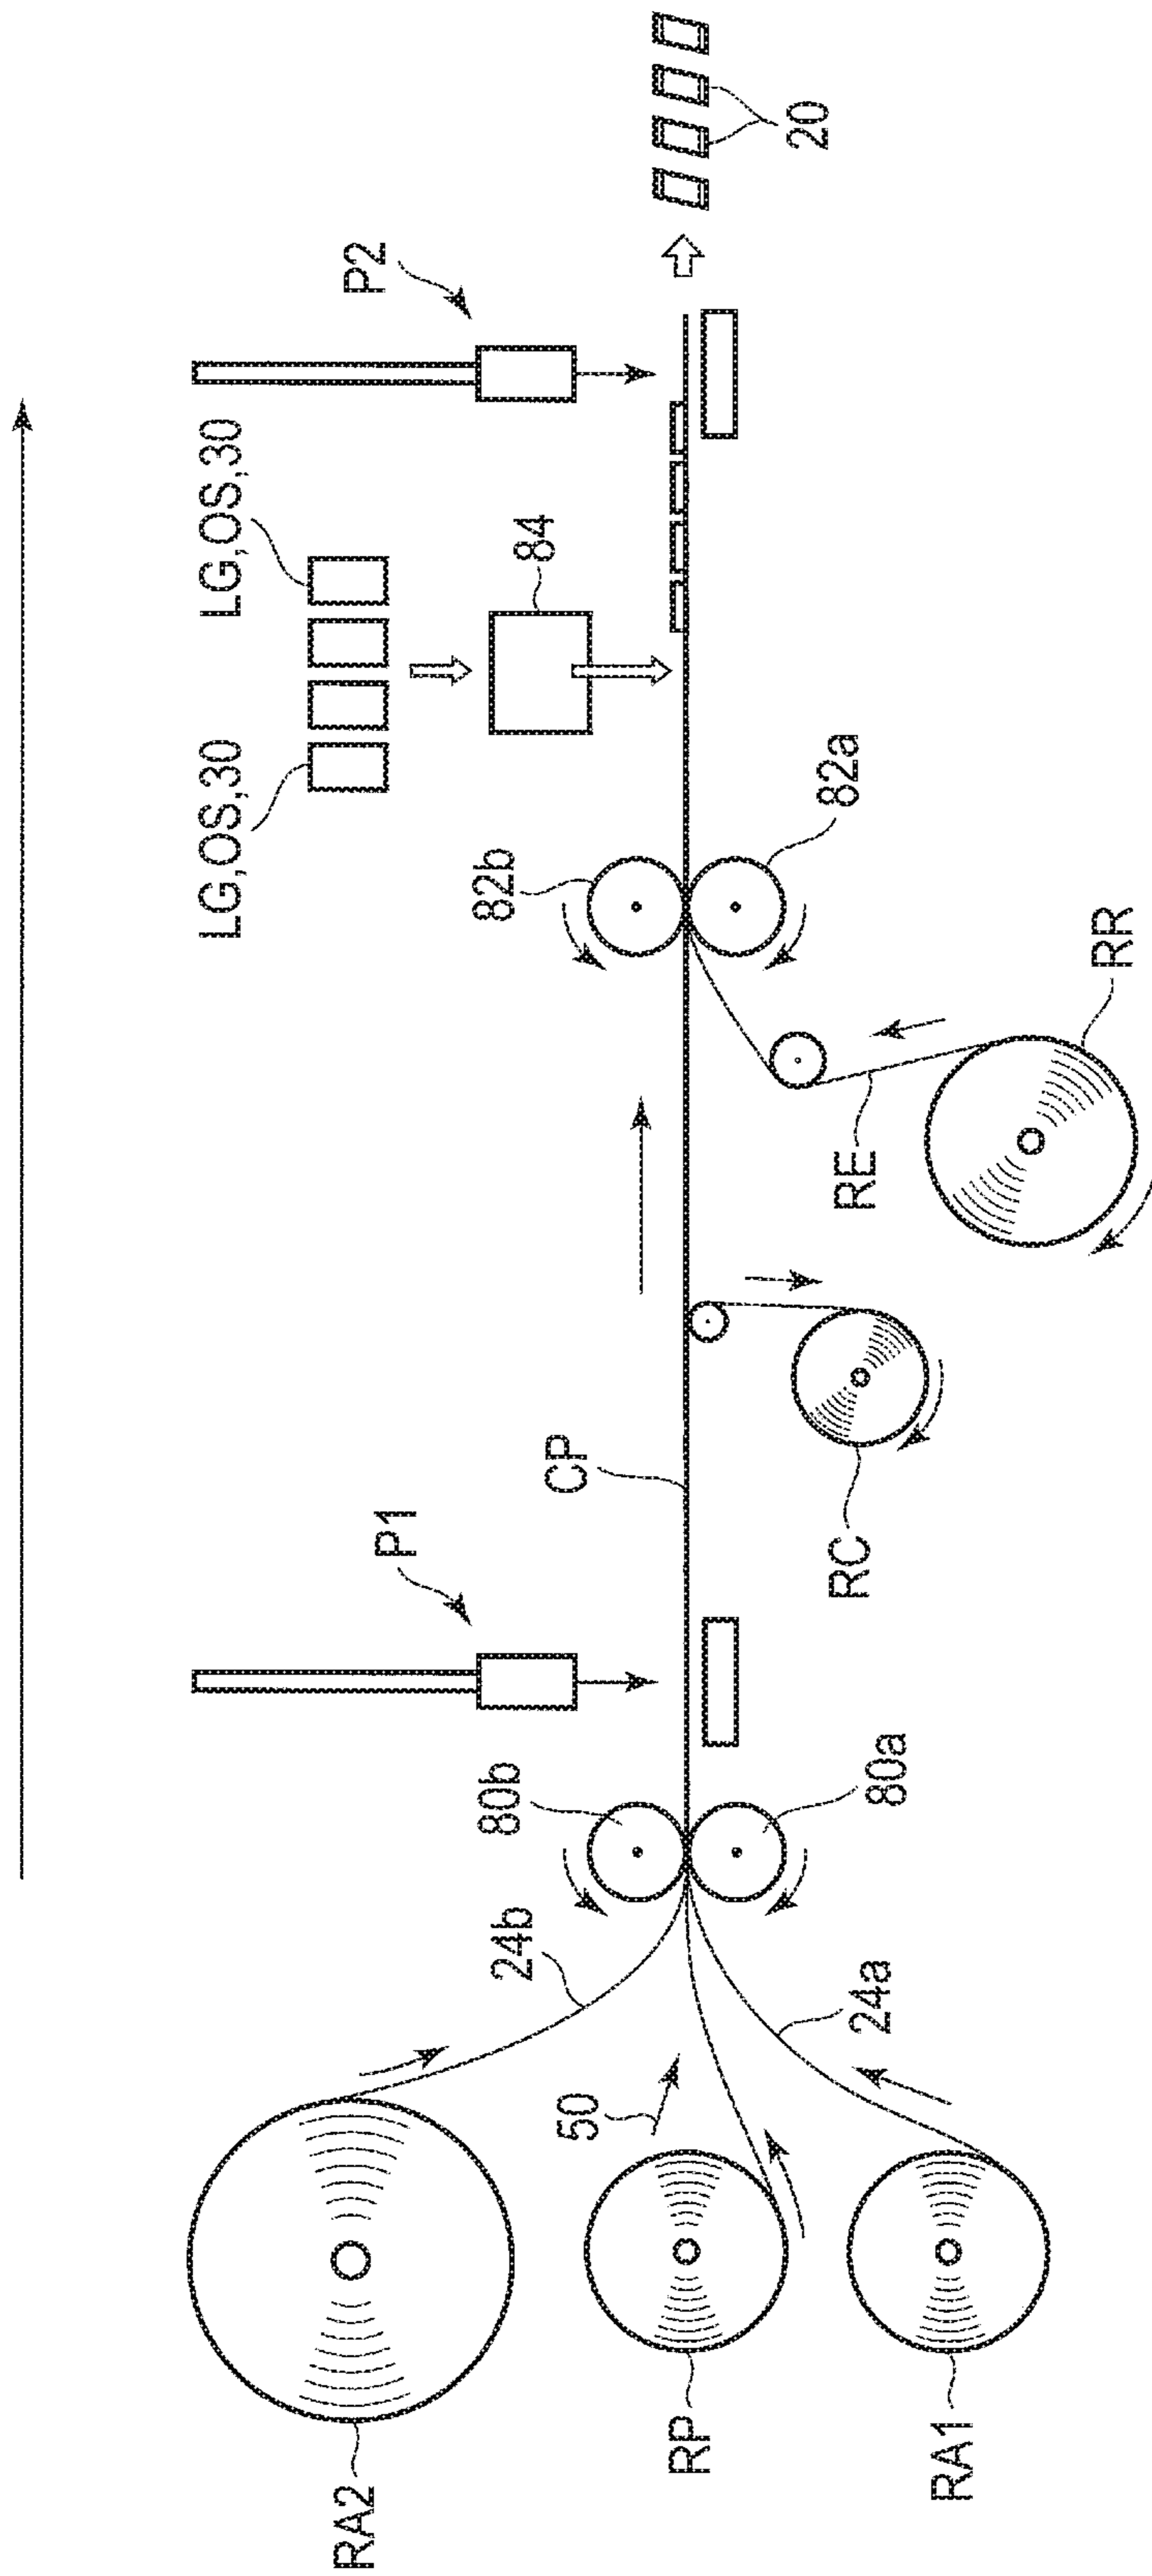 RA2
RP
RA1
24b
50
24a
80b
80a
P1
CP
RC
RE
RR
82b
82a
LG,OS,30
LG,OS,30
84
P2
20